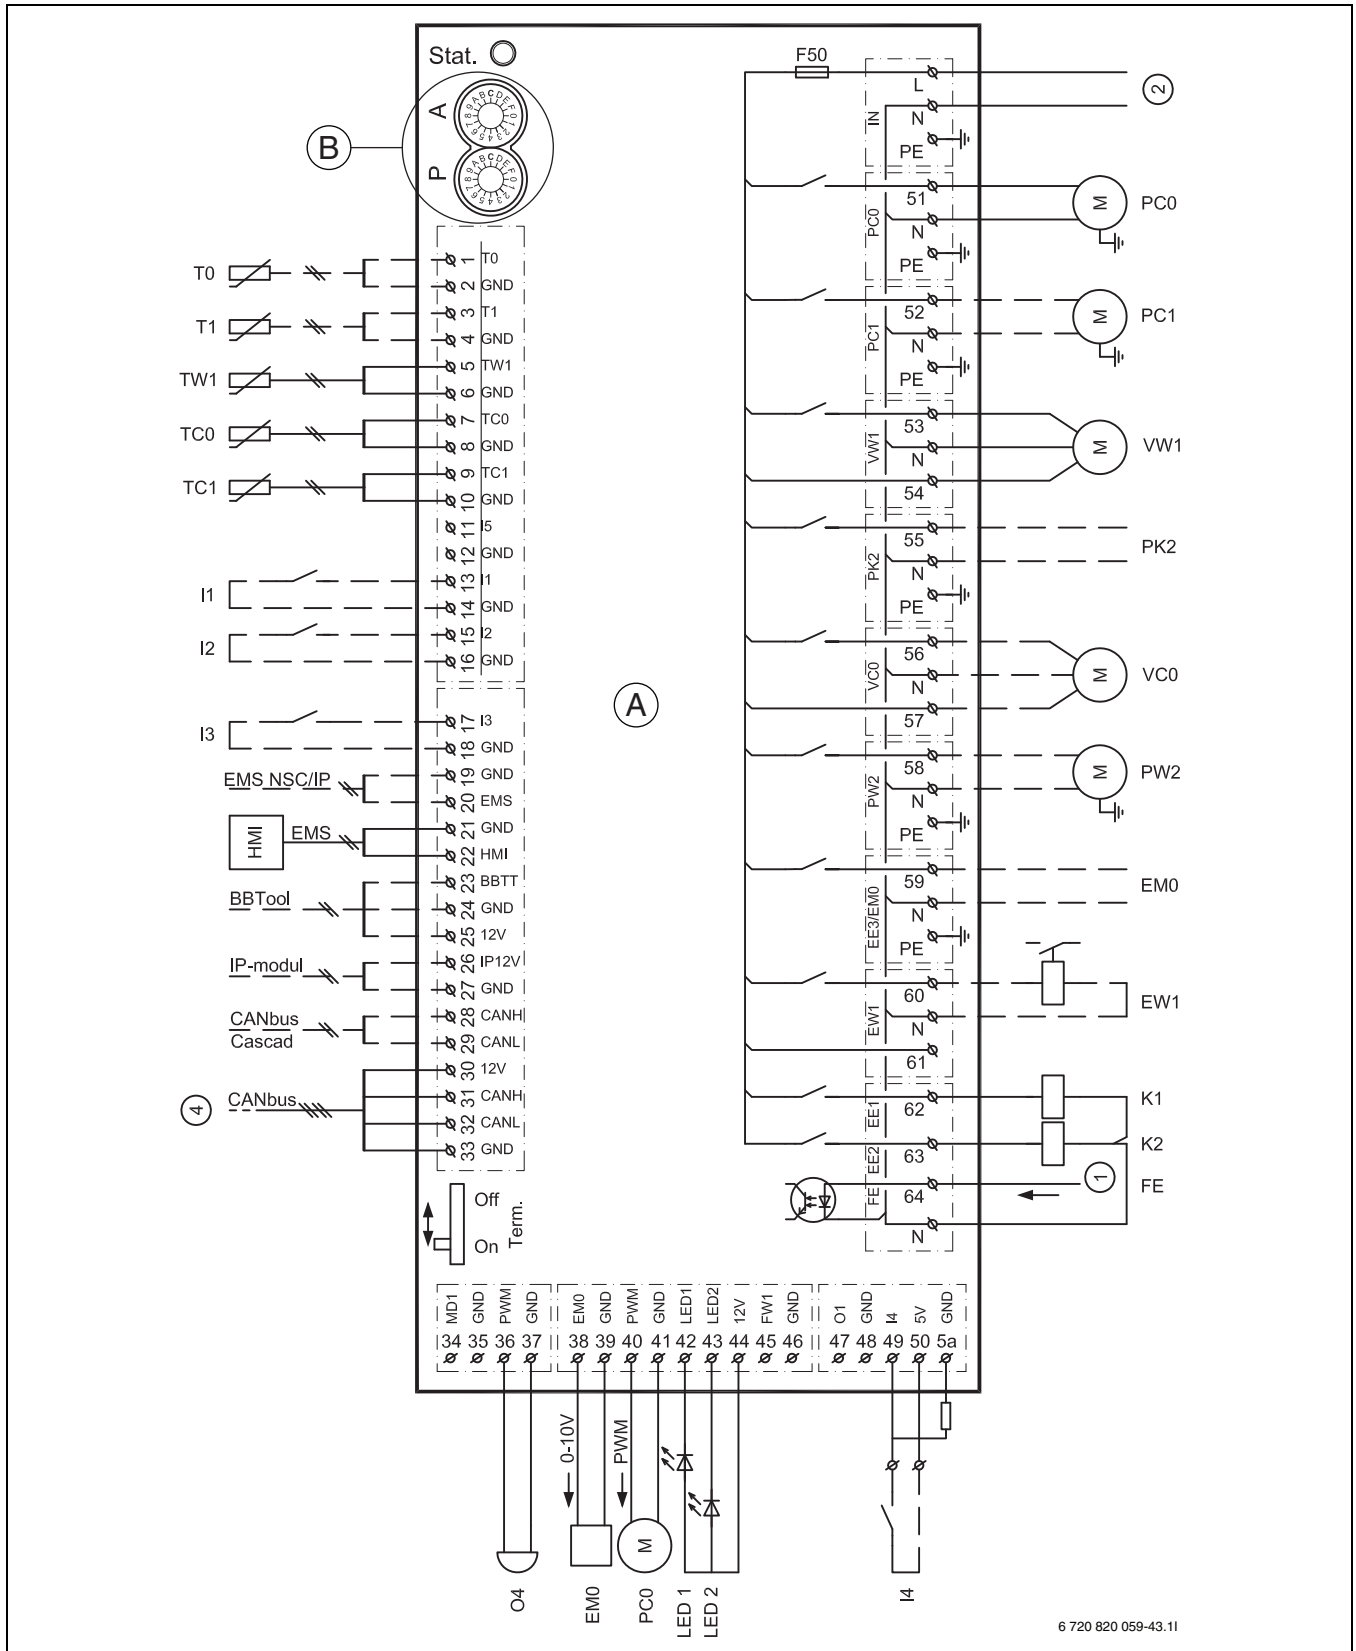 Stat.
A
P
B
9ABCDEF012345678
9ABCDEF012345678
T0
1 T0
2 GND
T1
3 T1
4 GND
TW1
5 TW1
6 GND
TC0
7 TC0
8 GND
TC1
9 TC1
10 GND
11 I5
12 GND
I1
13 I1
14 GND
I2
15 I2
16 GND
I3
17 I3
18 GND
EMS NSC/IP
19 GND
20 EMS
HMI
EMS
21 GND
22 HMI
BBTool
23 BBTT
24 GND
25 12V
IP-modul
26 IP12V
27 GND
CANbus
Cascad
28 CANH
29 CANL
4
CANbus
30 12V
31 CANH
32 CANL
33 GND
Off
On
Term.
A
F50
IN
L
N
PE
2
PC0
51
N
PE
M
PC0
PC1
52
N
PE
M
PC1
VW1
53
N
54
M
VW1
PK2
55
N
PE
PK2
VC0
56
N
57
M
VC0
PW2
58
N
PE
M
PW2
EE3/EM0
59
N
PE
EM0
EW1
60
N
61
EW1
EE1
62
K1
EE2
63
K2
FE
64
N
1
FE
MD1 GND PWM GND
34 35 36 37
EM0 GND PWM GND LED1 LED2 12V FW1 GND
38 39 40 41 42 43 44 45 46
O1 GND I4 5V GND
47 48 49 50 5a
0-10V
PWM
M
O4
EM0
PC0
LED 1
LED 2
I4
6 720 820 059-43.1I